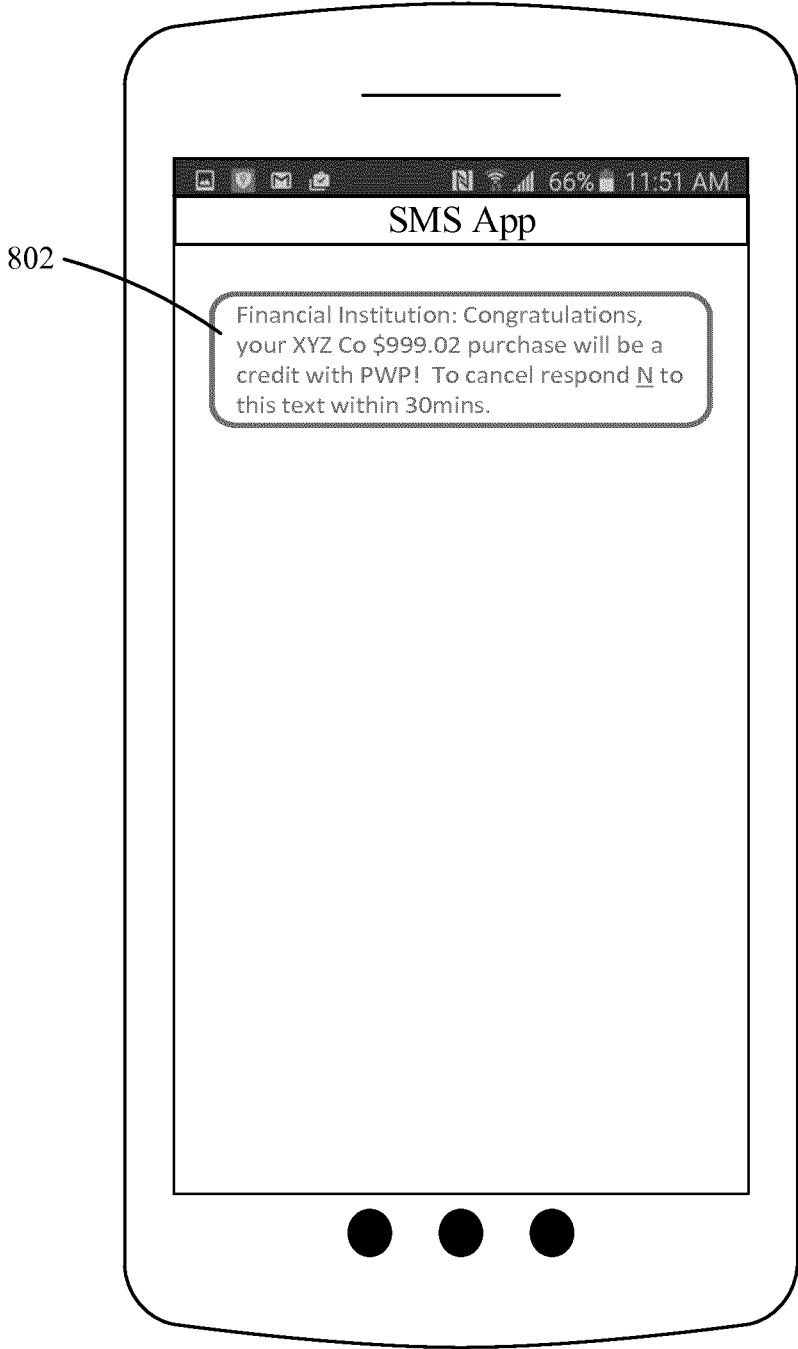 66% 11:51 AM
SMS App
802
Financial Institution: Congratulations,
your XYZ Co $999.02 purchase will be a
credit with PWP!  To cancel respond N to
this text within 30mins.